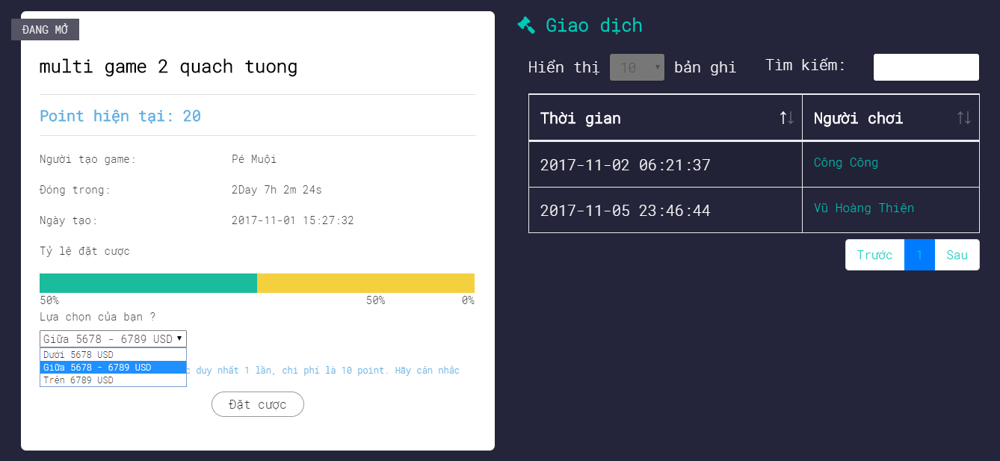 ĐANG MỞ
multi game 2 quach tuong
Point hiện tại: 20
Người tạo game: Pé Muội
Đóng trong: 2Day 7h 2m 24s
Ngày tạo: 2017-11-01 15:27:32
Tỷ lệ đặt cược
50% 50% 0%
Lựa chọn của bạn ?
Giữa 5678 - 6789 USD
Dưới 5678 USD
Giữa 5678 - 6789 USD
duy nhất 1 lần, chi phí là 10 point. Hãy cân nhắc
Trên 6789 USD
Đặt cược
Giao dịch
Hiển thị 10 bản ghi Tìm kiếm:
Thời gian Người chơi
2017-11-02 06:21:37 Công Công
2017-11-05 23:46:44 Vũ Hoàng Thiện
Trước 1 Sau